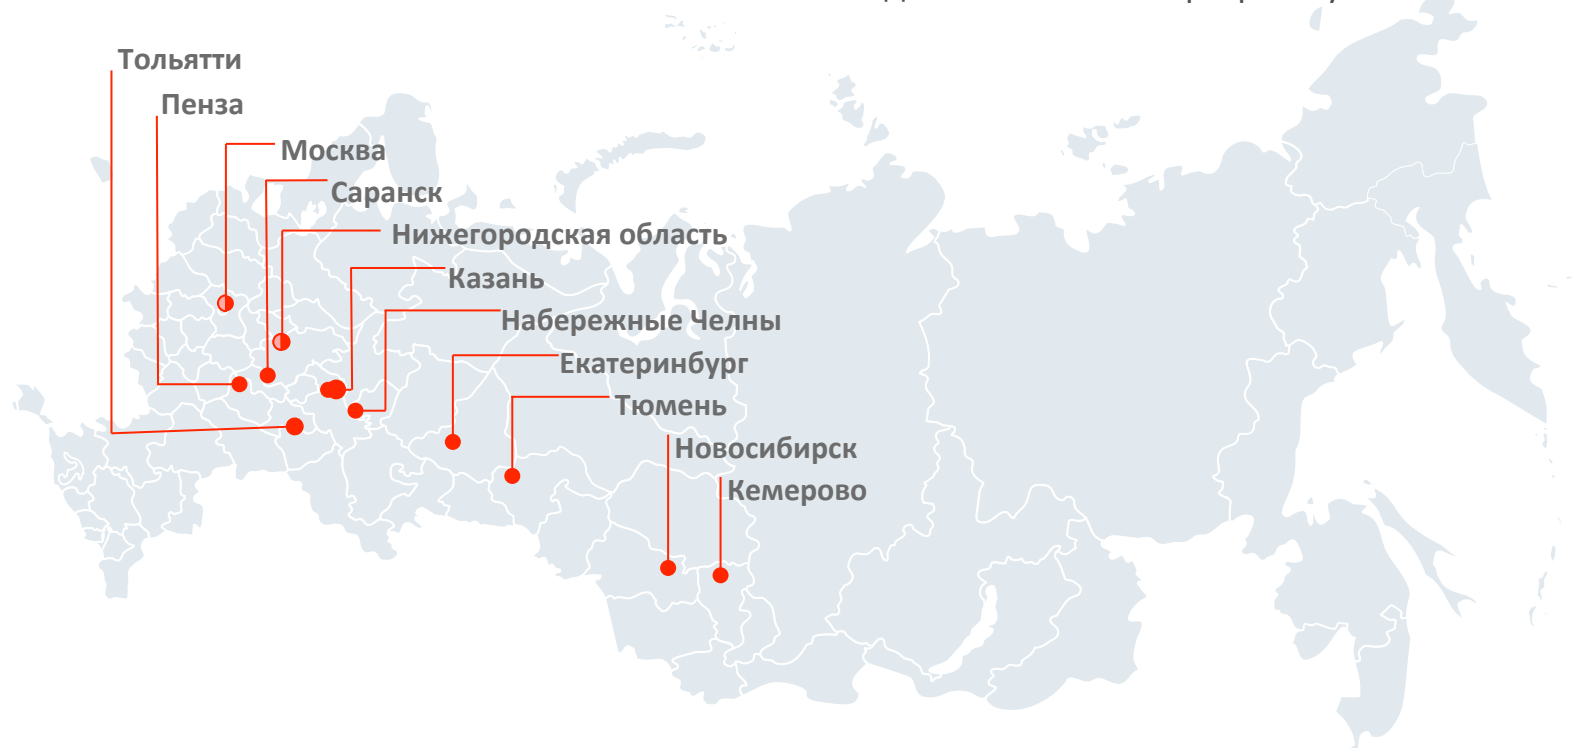 Тольятти
Пенза
Москва
Саранск
Нижегородская область
Казань
Набережные Челны
Екатеринбург
Тюмень
Новосибирск
Кемерово